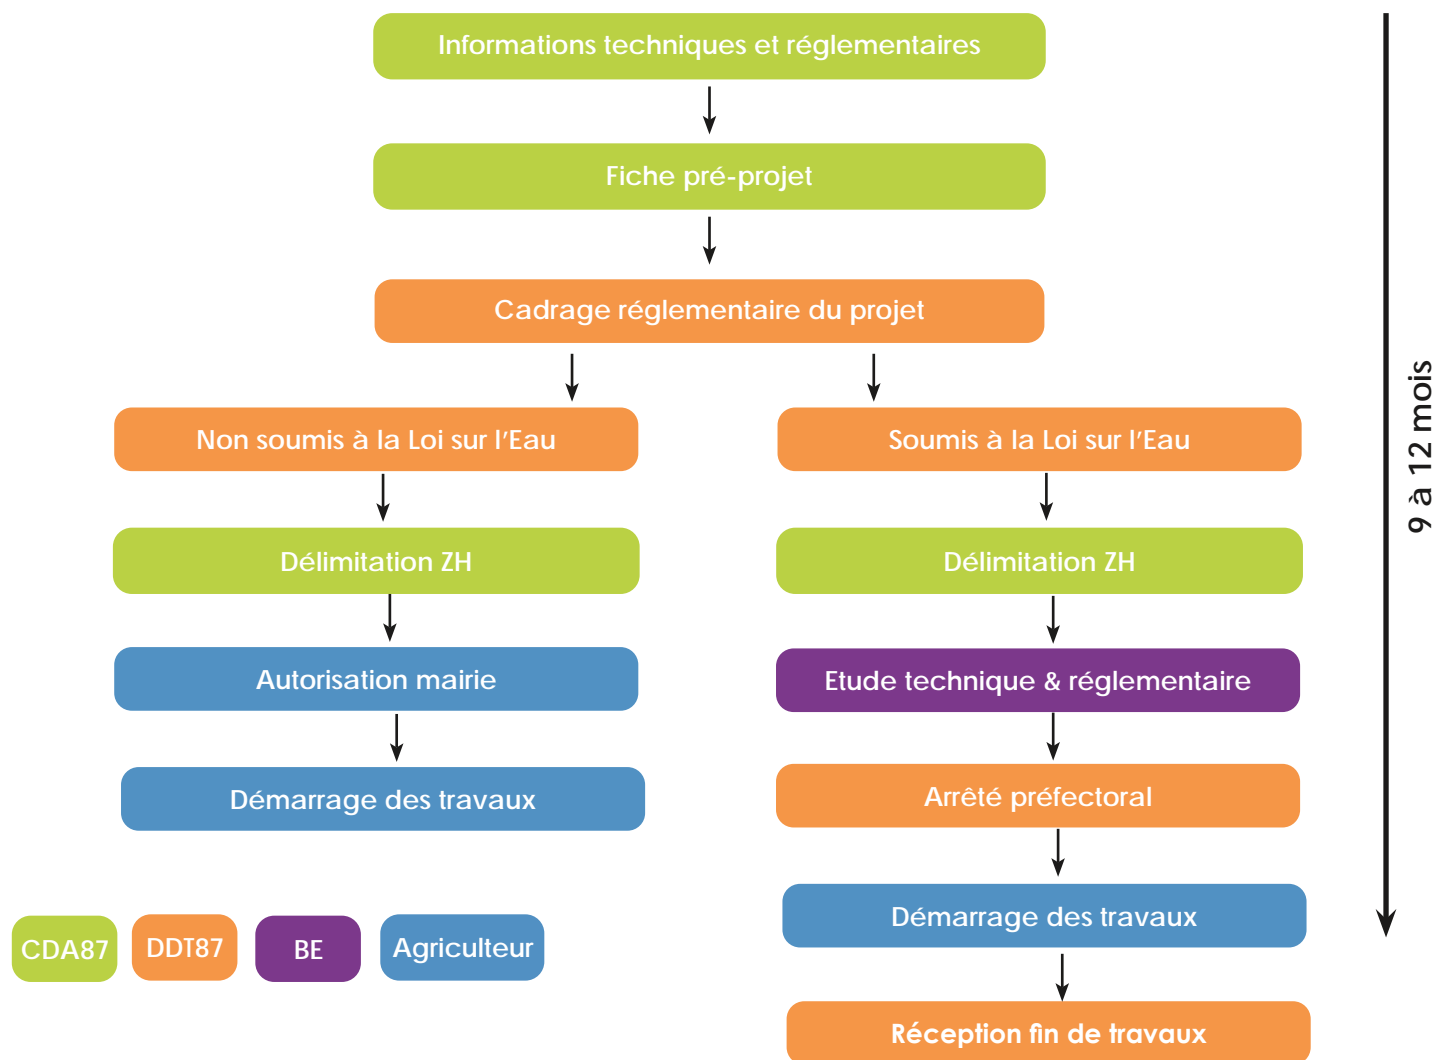 Informations techniques et réglementaires
Fiche pré-projet
Cadrage réglementaire du projet
Non soumis à la Loi sur l'Eau
Soumis à la Loi sur l'Eau
Délimitation ZH
Délimitation ZH
Autorisation mairie
Etude technique & réglementaire
Démarrage des travaux
Arrêté préfectoral
Démarrage des travaux
Réception fin de travaux
9 à 12 mois
CDA87
DDT87
BE
Agriculteur